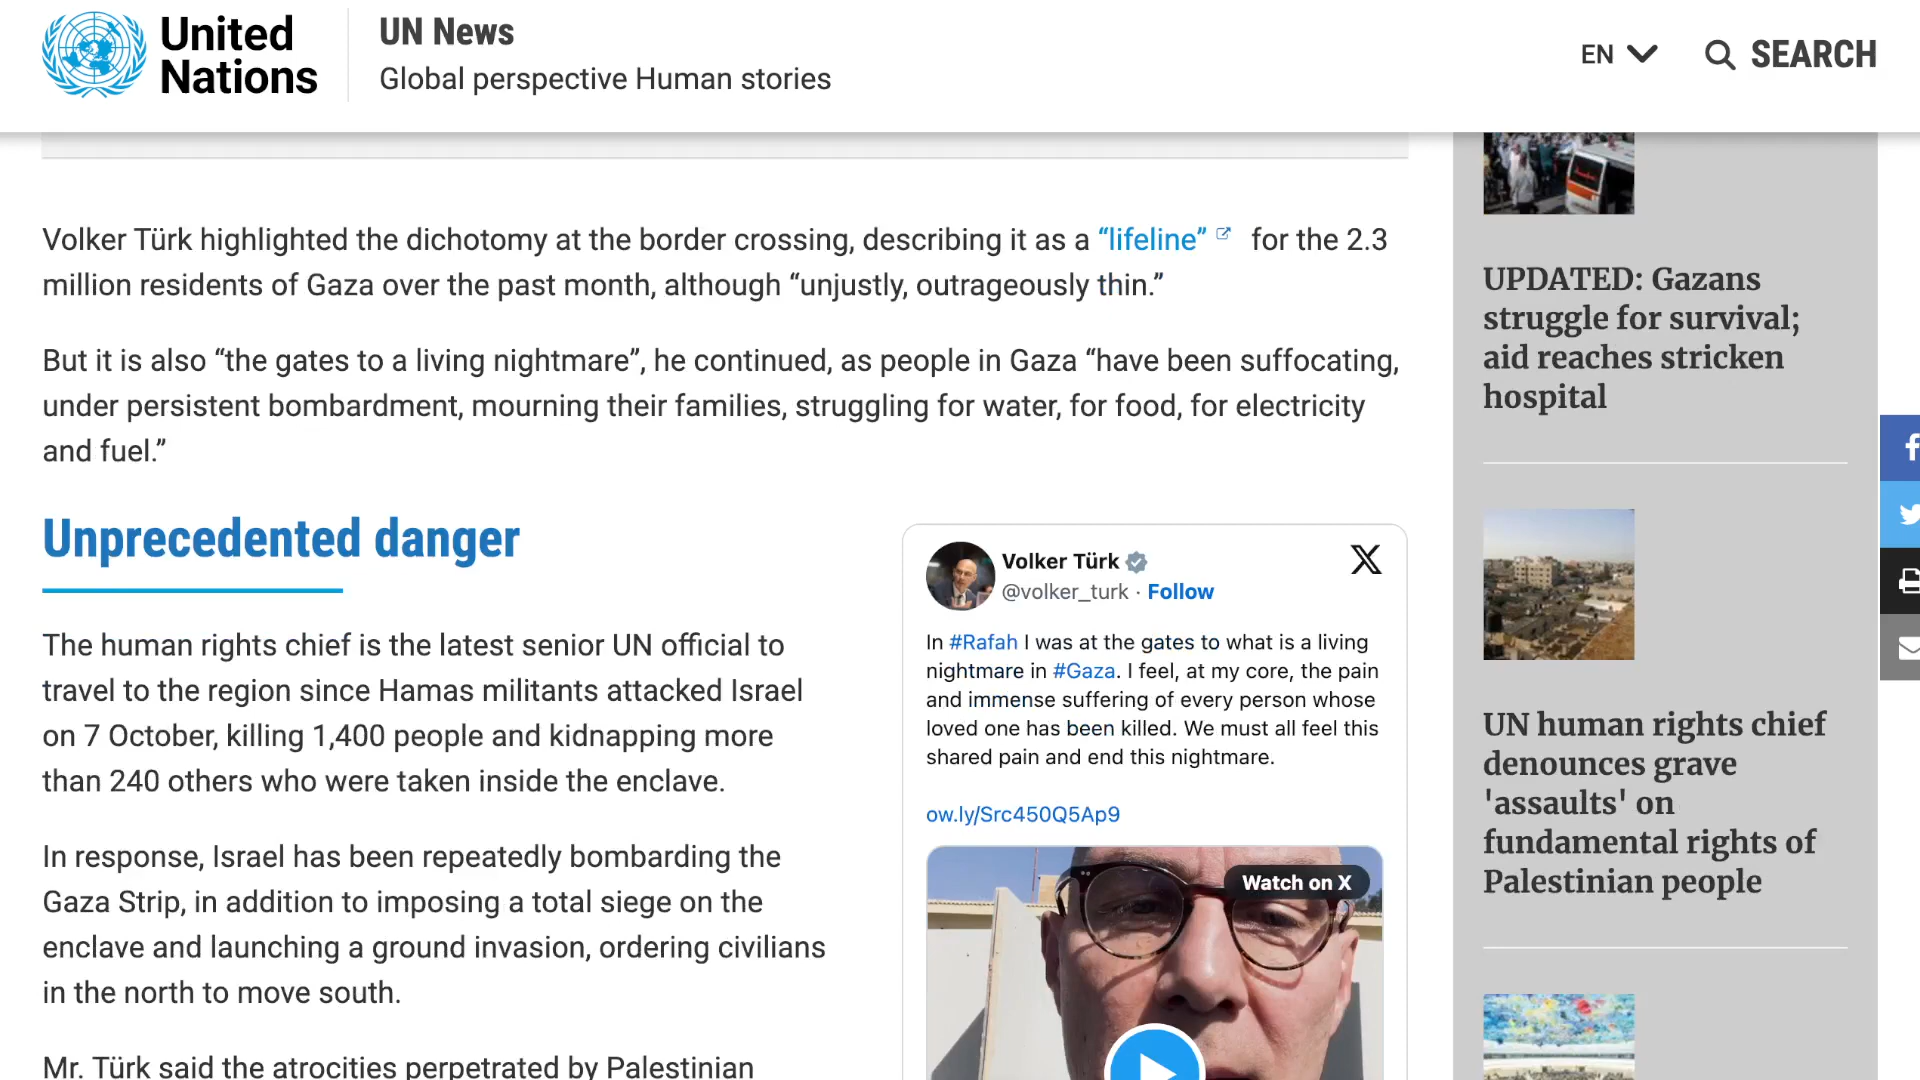 United
Nations
UN News
Global perspective Human stories
EN
SEARCH
Volker Türk highlighted the dichotomy at the border crossing, describing it as a “lifeline” for the 2.3
million residents of Gaza over the past month, although “unjustly, outrageously thin.”
But it is also “the gates to a living nightmare”, he continued, as people in Gaza “have been suffocating,
under persistent bombardment, mourning their families, struggling for water, for food, for electricity
and fuel.”
Unprecedented danger
The human rights chief is the latest senior UN official to
travel to the region since Hamas militants attacked Israel
on 7 October, killing 1,400 people and kidnapping more
than 240 others who were taken inside the enclave.
In response, Israel has been repeatedly bombarding the
Gaza Strip, in addition to imposing a total siege on the
enclave and launching a ground invasion, ordering civilians
in the north to move south.
Mr. Türk said the atrocities perpetrated by Palestinian
Volker Türk
@volker_turk · Follow
In #Rafah I was at the gates to what is a living
nightmare in #Gaza. I feel, at my core, the pain
and immense suffering of every person whose
loved one has been killed. We must all feel this
shared pain and end this nightmare.
ow.ly/Src450Q5Ap9
Watch on X
UPDATED: Gazans
struggle for survival;
aid reaches stricken
hospital
UN human rights chief
denounces grave
'assaults' on
fundamental rights of
Palestinian people